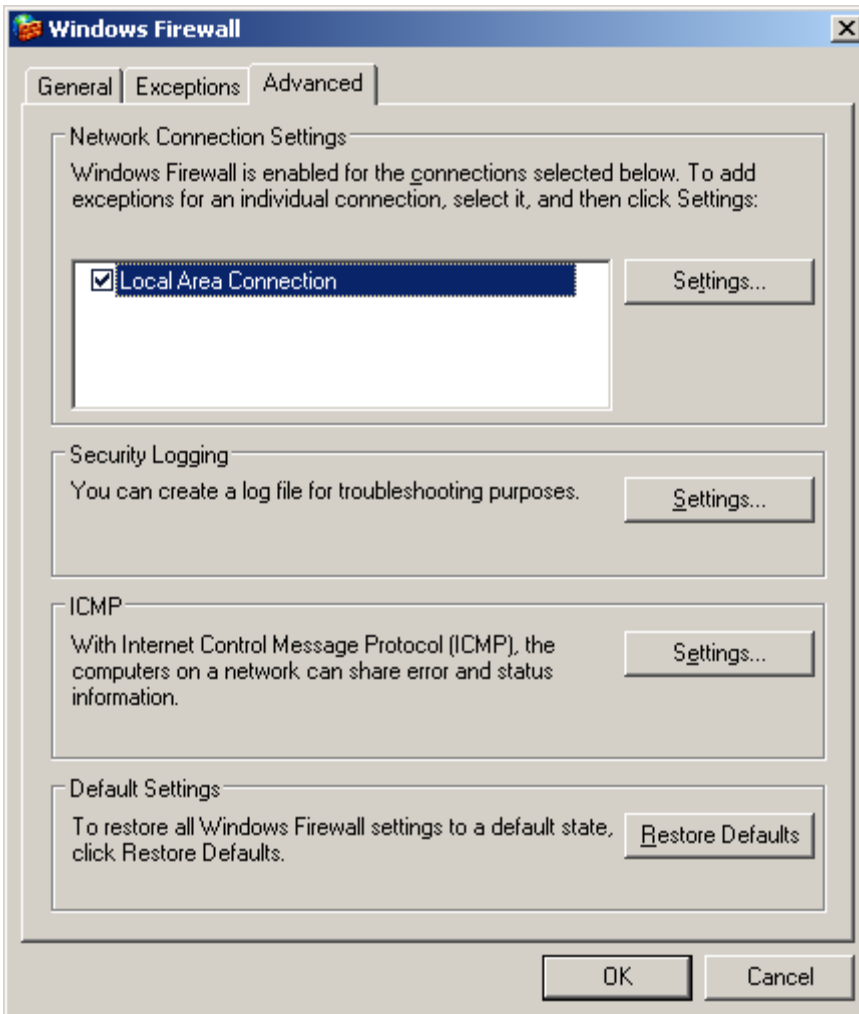 Windows Firewall
General Exceptions Advanced
Network Connection Settings
Windows Firewall is enabled for the connections selected below. To add
exceptions for an individual connection, select it, and then click Settings:
Local Area Connection
Settings...
Security Logging
You can create a log file for troubleshooting purposes.
Settings...
ICMP
With Internet Control Message Protocol (ICMP), the
computers on a network can share error and status
information.
Settings...
Default Settings
To restore all Windows Firewall settings to a default state,
click Restore Defaults.
Restore Defaults
OK
Cancel